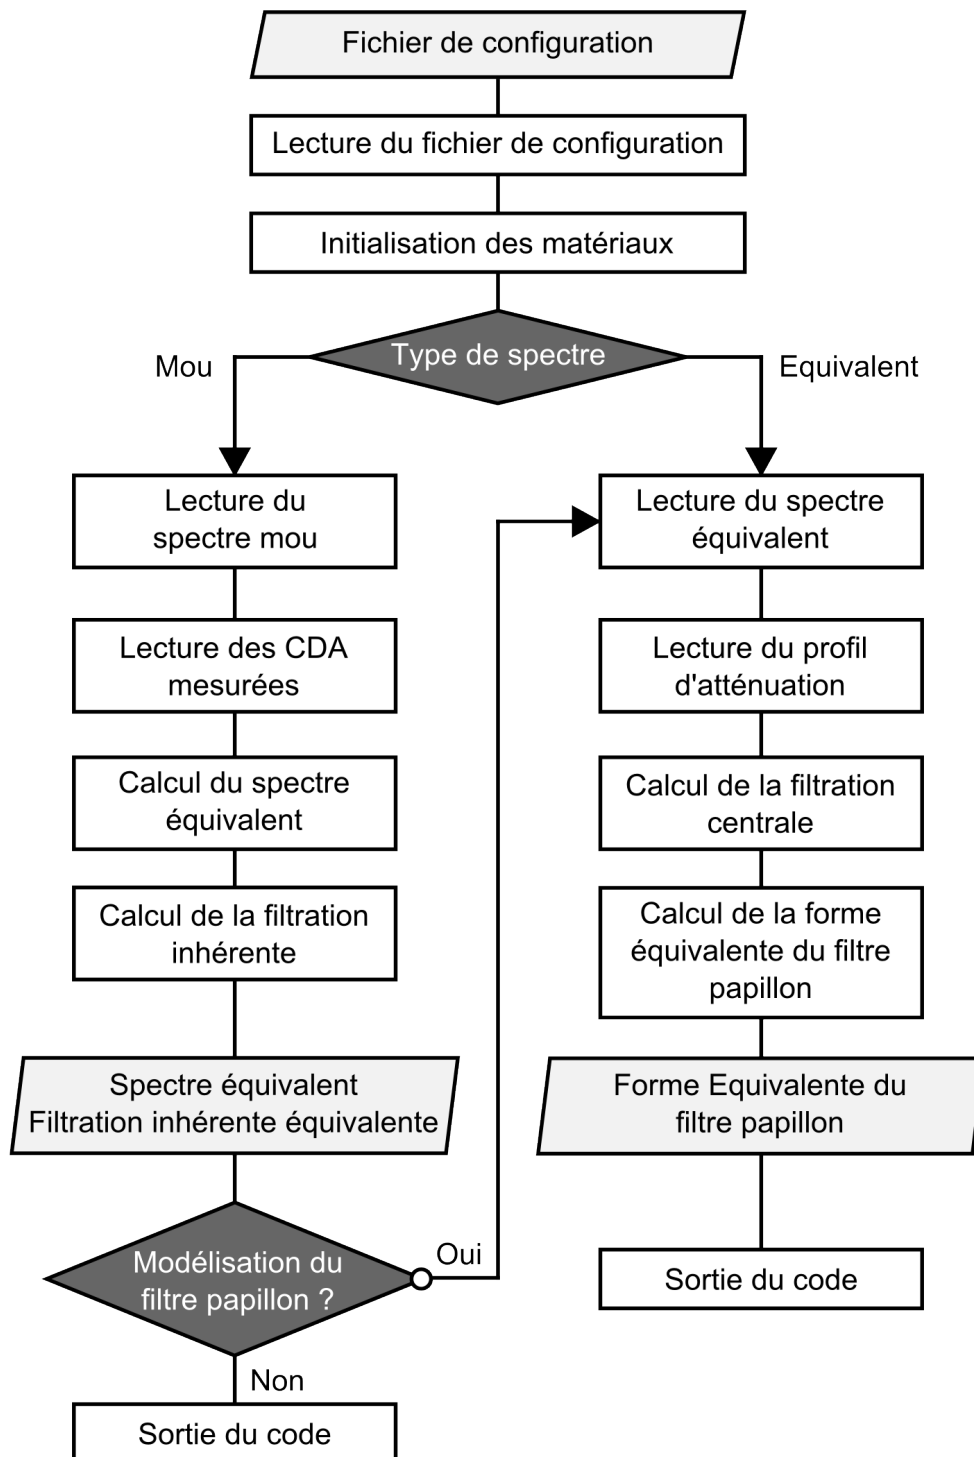 Fichier de configuration
Lecture du fichier de configuration
Initialisation des matériaux
Type de spectre
Mou
Equivalent
Lecture du
spectre mou
Lecture des CDA
mesurées
Calcul du spectre
équivalent
Calcul de la filtration
inhérente
Spectre équivalent
Filtration inhérente équivalente
Modélisation du
filtre papillon ?
Oui
Non
Sortie du code
Lecture du spectre
équivalent
Lecture du profil
d'atténuation
Calcul de la filtration
centrale
Calcul de la forme
équivalente du filtre
papillon
Forme Equivalente du
filtre papillon
Sortie du code